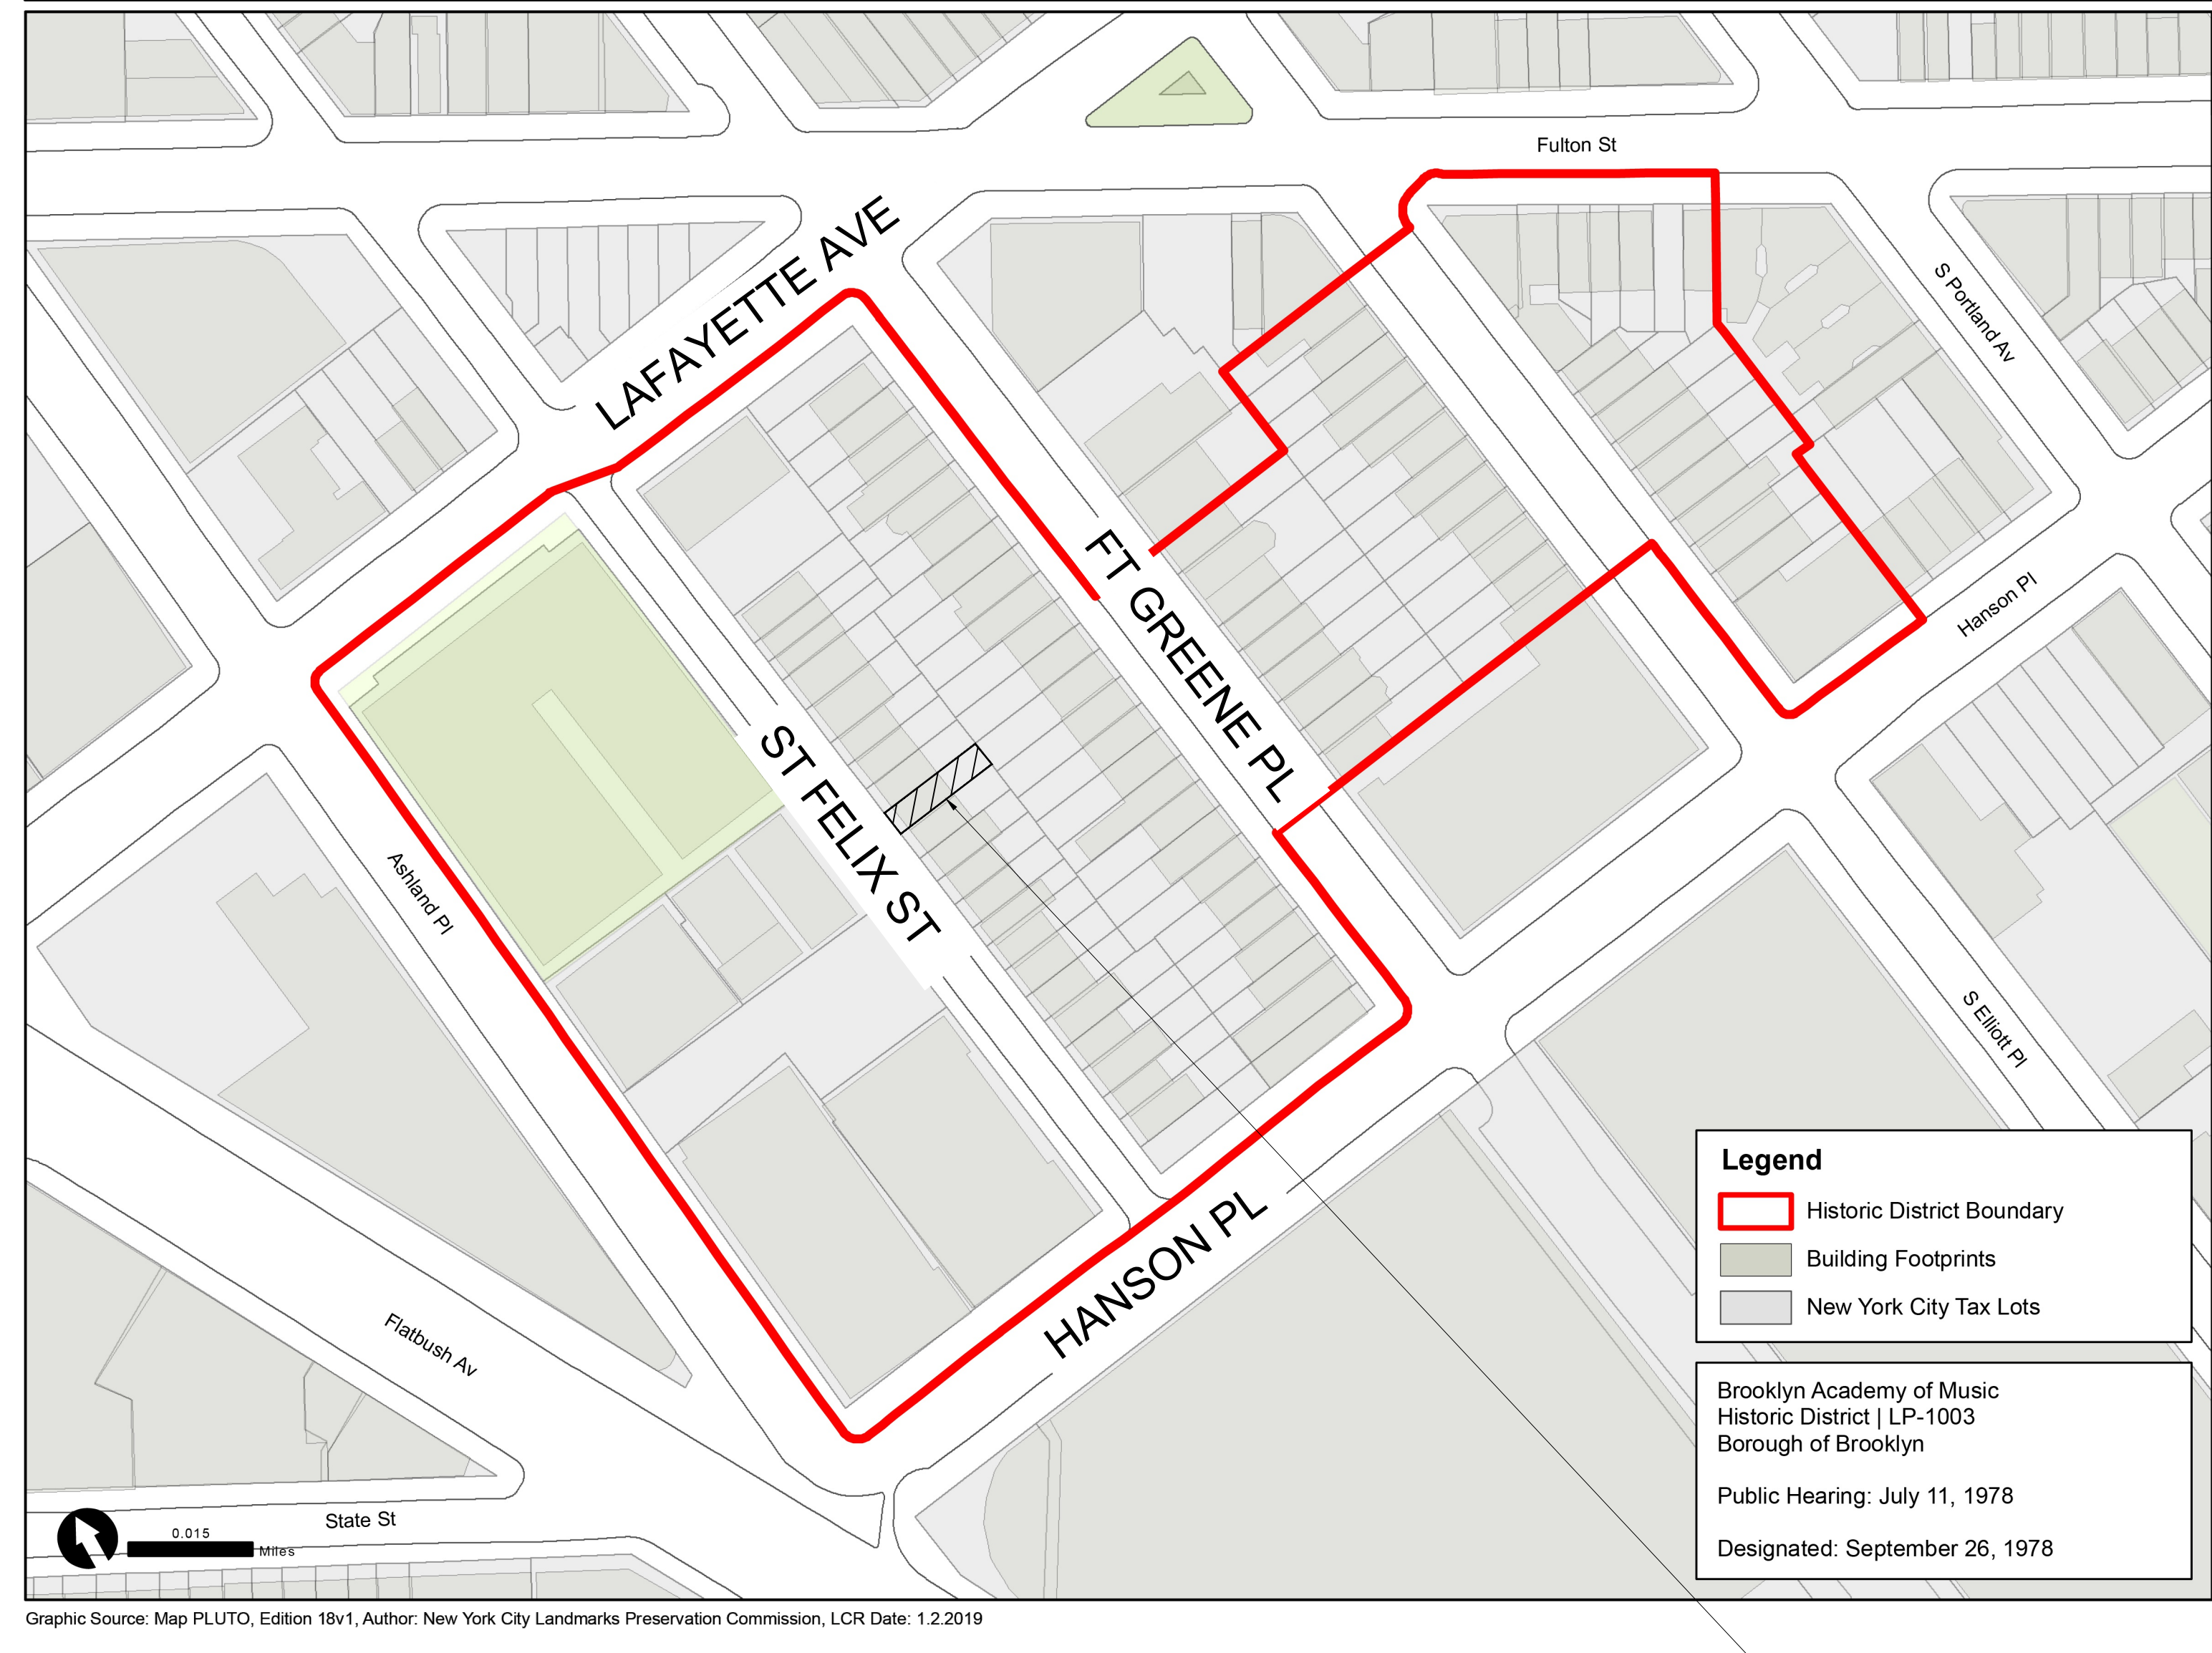 Fulton St
LAFAYETTE AVE
S Portland Av
FT GREENE PL
Hanson Pl
ST FELIX ST
Ashland Pl
S Elliott Pl
HANSON PL
Flatbush Av
State St
0.015
Miles
Legend
Historic District Boundary
Building Footprints
New York City Tax Lots
Brooklyn Academy of Music
Historic District | LP-1003
Borough of Brooklyn
Public Hearing: July 11, 1978
Designated: September 26, 1978
Graphic Source: Map PLUTO, Edition 18v1, Author: New York City Landmarks Preservation Commission, LCR Date: 1.2.2019